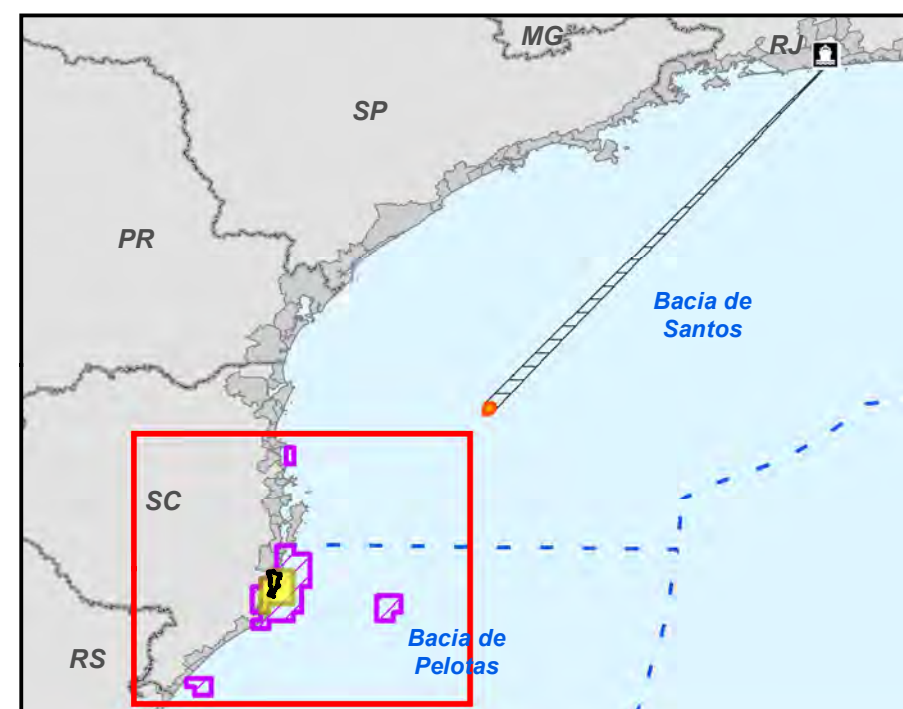 MG
RJ
SP
PR
Bacia de
Santos
SC
Bacia de
Pelotas
RS